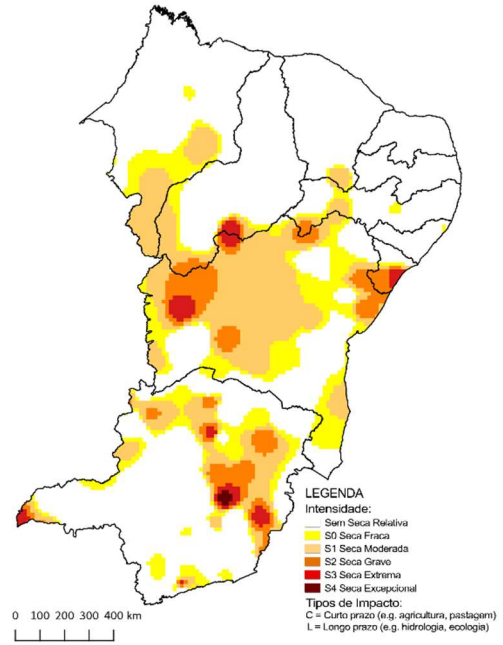 LEGENDA
Intensidade:
Sem Seca Relativa
S0 Seca Fraca
S1 Seca Moderada
S2 Seca Grave
S3 Seca Extrema
S4 Seca Excepcional
Tipos de Impacto:
C = Curto prazo (e.g. agricultura, pastagem)
L = Longo prazo (e.g. hidrologia, ecologia)
0 100 200 300 400 km